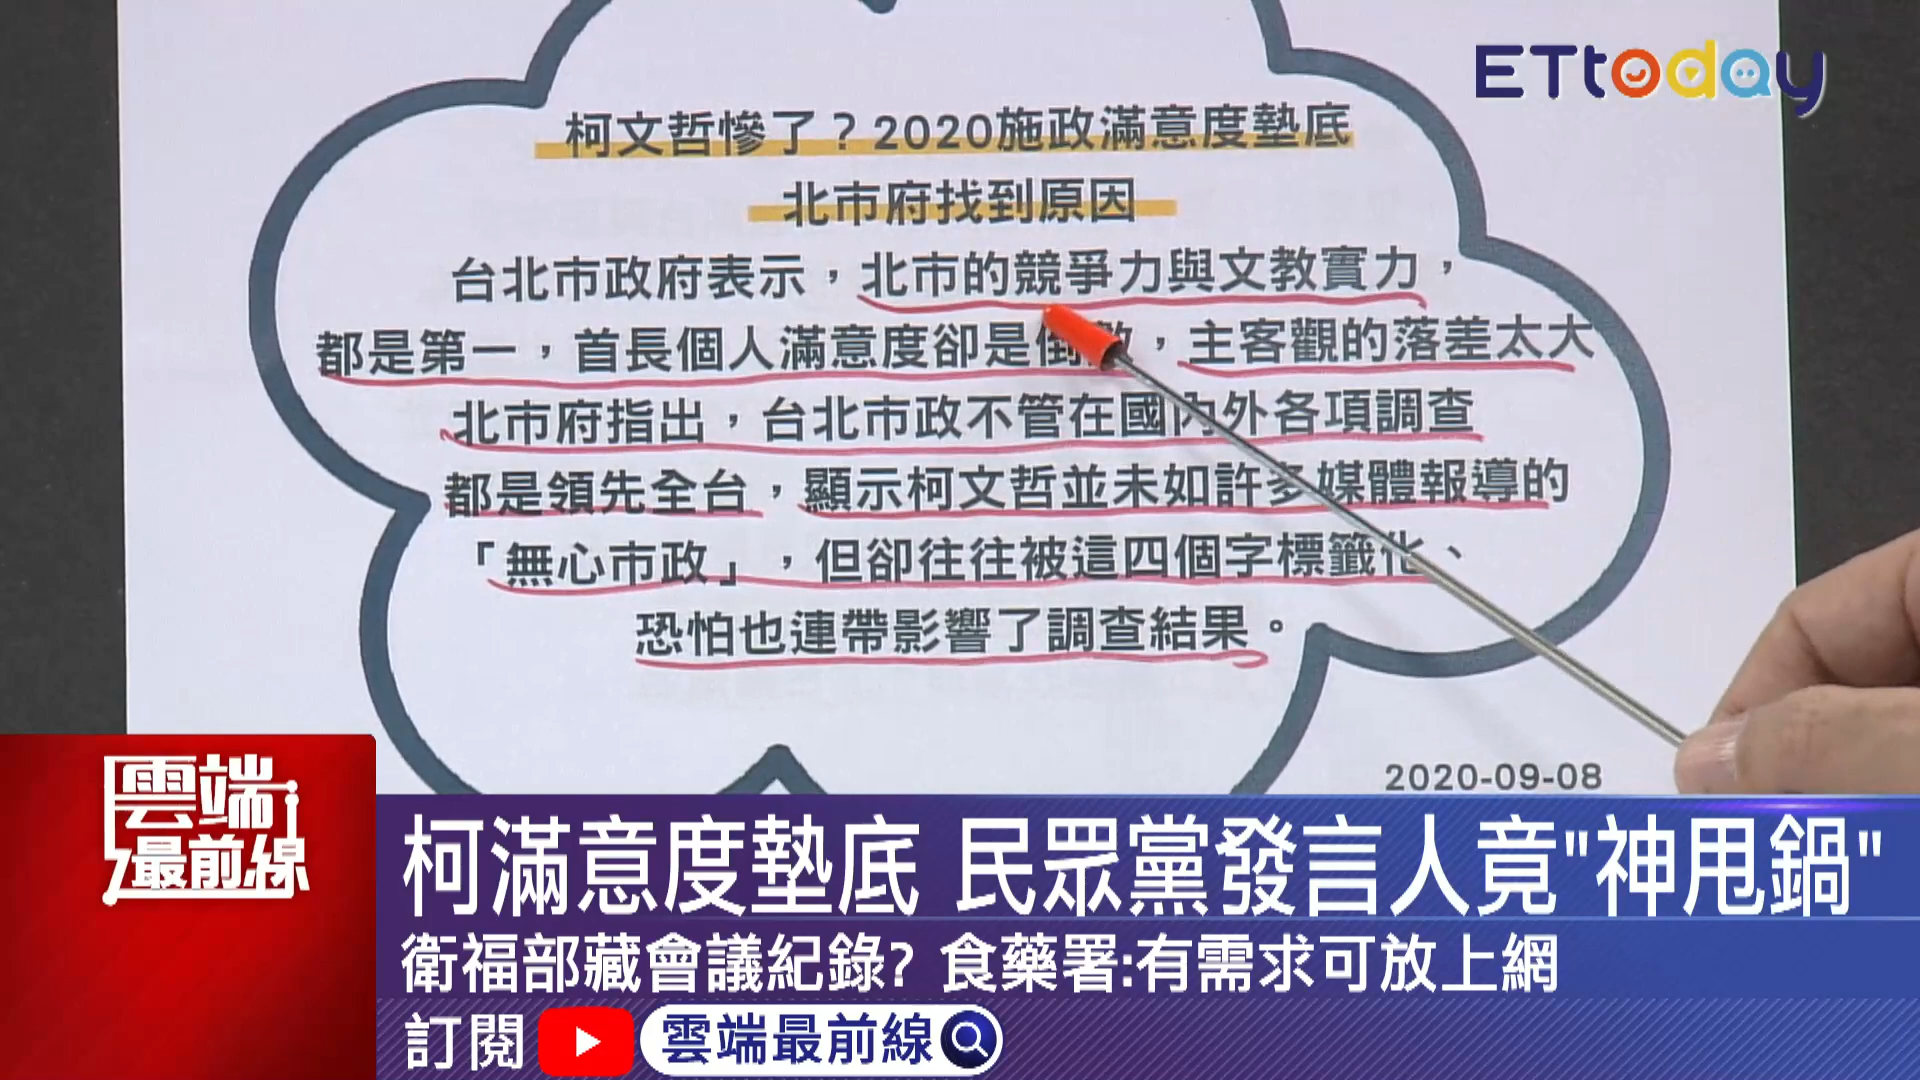 ETtoday
柯文哲慘了？2020施政滿意度墊底
北市府找到原因
台北市政府表示，北市的競爭力與文教實力，
都是第一，首長個人滿意度卻是倒數，主客觀的落差太大
北市府指出，台北市政不管在國內外各項調查
都是領先全台，顯示柯文哲並未如許多媒體報導的
「無心市政」，但卻往往被這四個字標籤化、
恐怕也連帶影響了調查結果。
2020-09-08
雲端
最前線
柯滿意度墊底 民眾黨發言人竟"神甩鍋"
衛福部藏會議紀錄? 食藥署:有需求可放上網
訂閱 雲端最前線